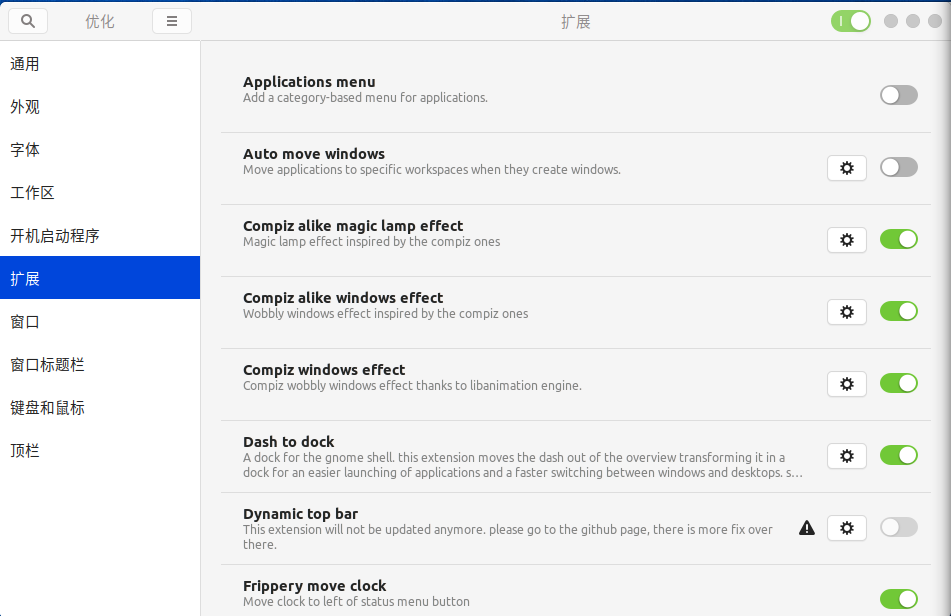 优化
扩展
通用
外观
字体
工作区
开机启动程序
扩展
窗口
窗口标题栏
键盘和鼠标
顶栏
Applications menu
Add a category-based menu for applications.
Auto move windows
Move applications to specific workspaces when they create windows.
Compiz alike magic lamp effect
Magic lamp effect inspired by the compiz ones
Compiz alike windows effect
Wobbly windows effect inspired by the compiz ones
Compiz windows effect
Compiz wobbly windows effect thanks to libanimation engine.
Dash to dock
A dock for the gnome shell. this extension moves the dash out of the overview transforming it in a
dock for an easier launching of applications and a faster switching between windows and desktops. s…
Dynamic top bar
This extension will not be updated anymore. please go to the github page, there is more fix over
there.
Frippery move clock
Move clock to left of status menu button